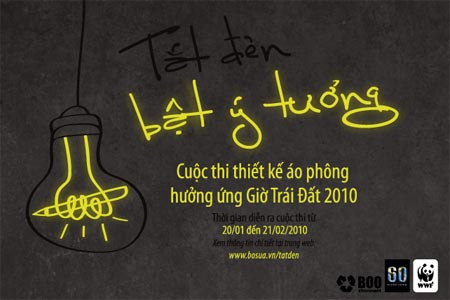 Tắt đèn
bật ý tưởng
Cuộc thi thiết kế áo phông
hưởng ứng Giờ Trái Đất 2010
Thời gian diễn ra cuộc thi từ
20/01 đến 21/02/2010
Xem thông tin chi tiết tại trang web:
www.bosua.vn/tatden
BOO
60
WWF